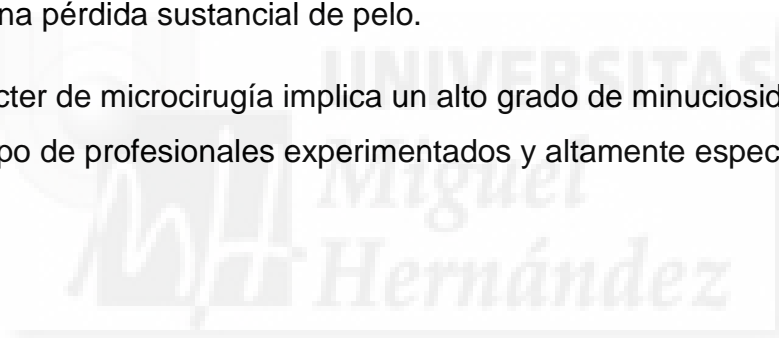 na pérdida sustancial de pelo.
UNIVERSITAS
cter de microcirugía implica un alto grado de minuciosid
po de profesionales experimentados y altamente espec
Miguel
Hernández